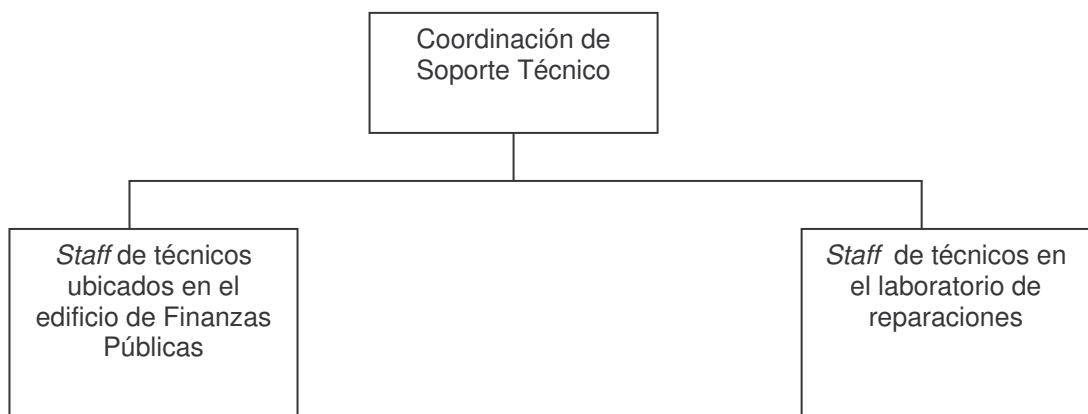 Coordinación de
Soporte Técnico
Staff de técnicos
ubicados en el
edificio de Finanzas
Públicas
Staff de técnicos en
el laboratorio de
reparaciones